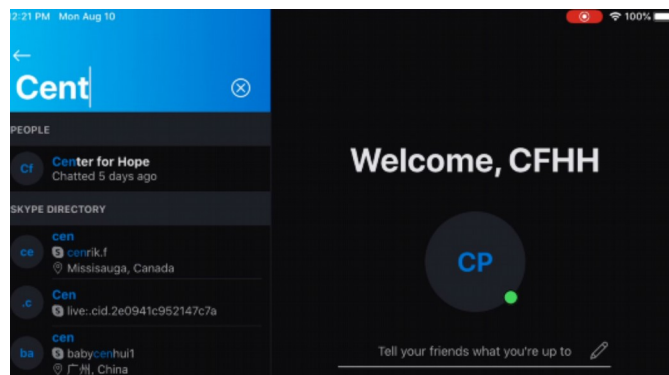 2:21 PM Mon Aug 10
100%
Cent
PEOPLE
Cf
Center for Hope
Chatted 5 days ago
SKYPE DIRECTORY
ce
cen
cenrik.f
Missisauga, Canada
.c
Cen
live:.cid.2e0941c952147c7a
ba
cen
babycenhui1
广州, China
Welcome, CFHH
CP
Tell your friends what you're up to